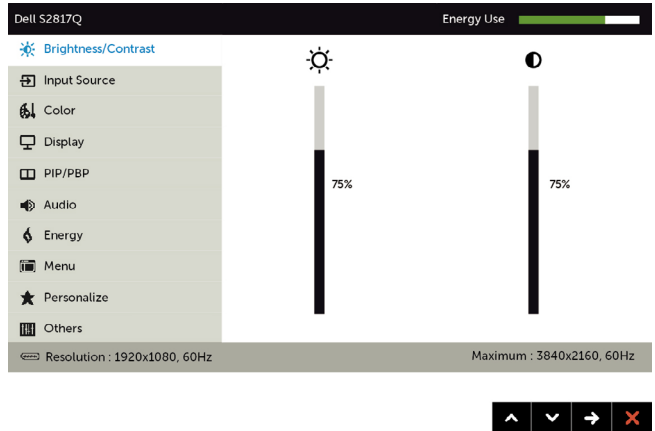 Dell S2817Q
Energy Use
Brightness/Contrast
Input Source
Color
Display
PIP/PBP
Audio
Energy
Menu
Personalize
Others
75%
75%
Resolution : 1920x1080, 60Hz
Maximum : 3840x2160, 60Hz